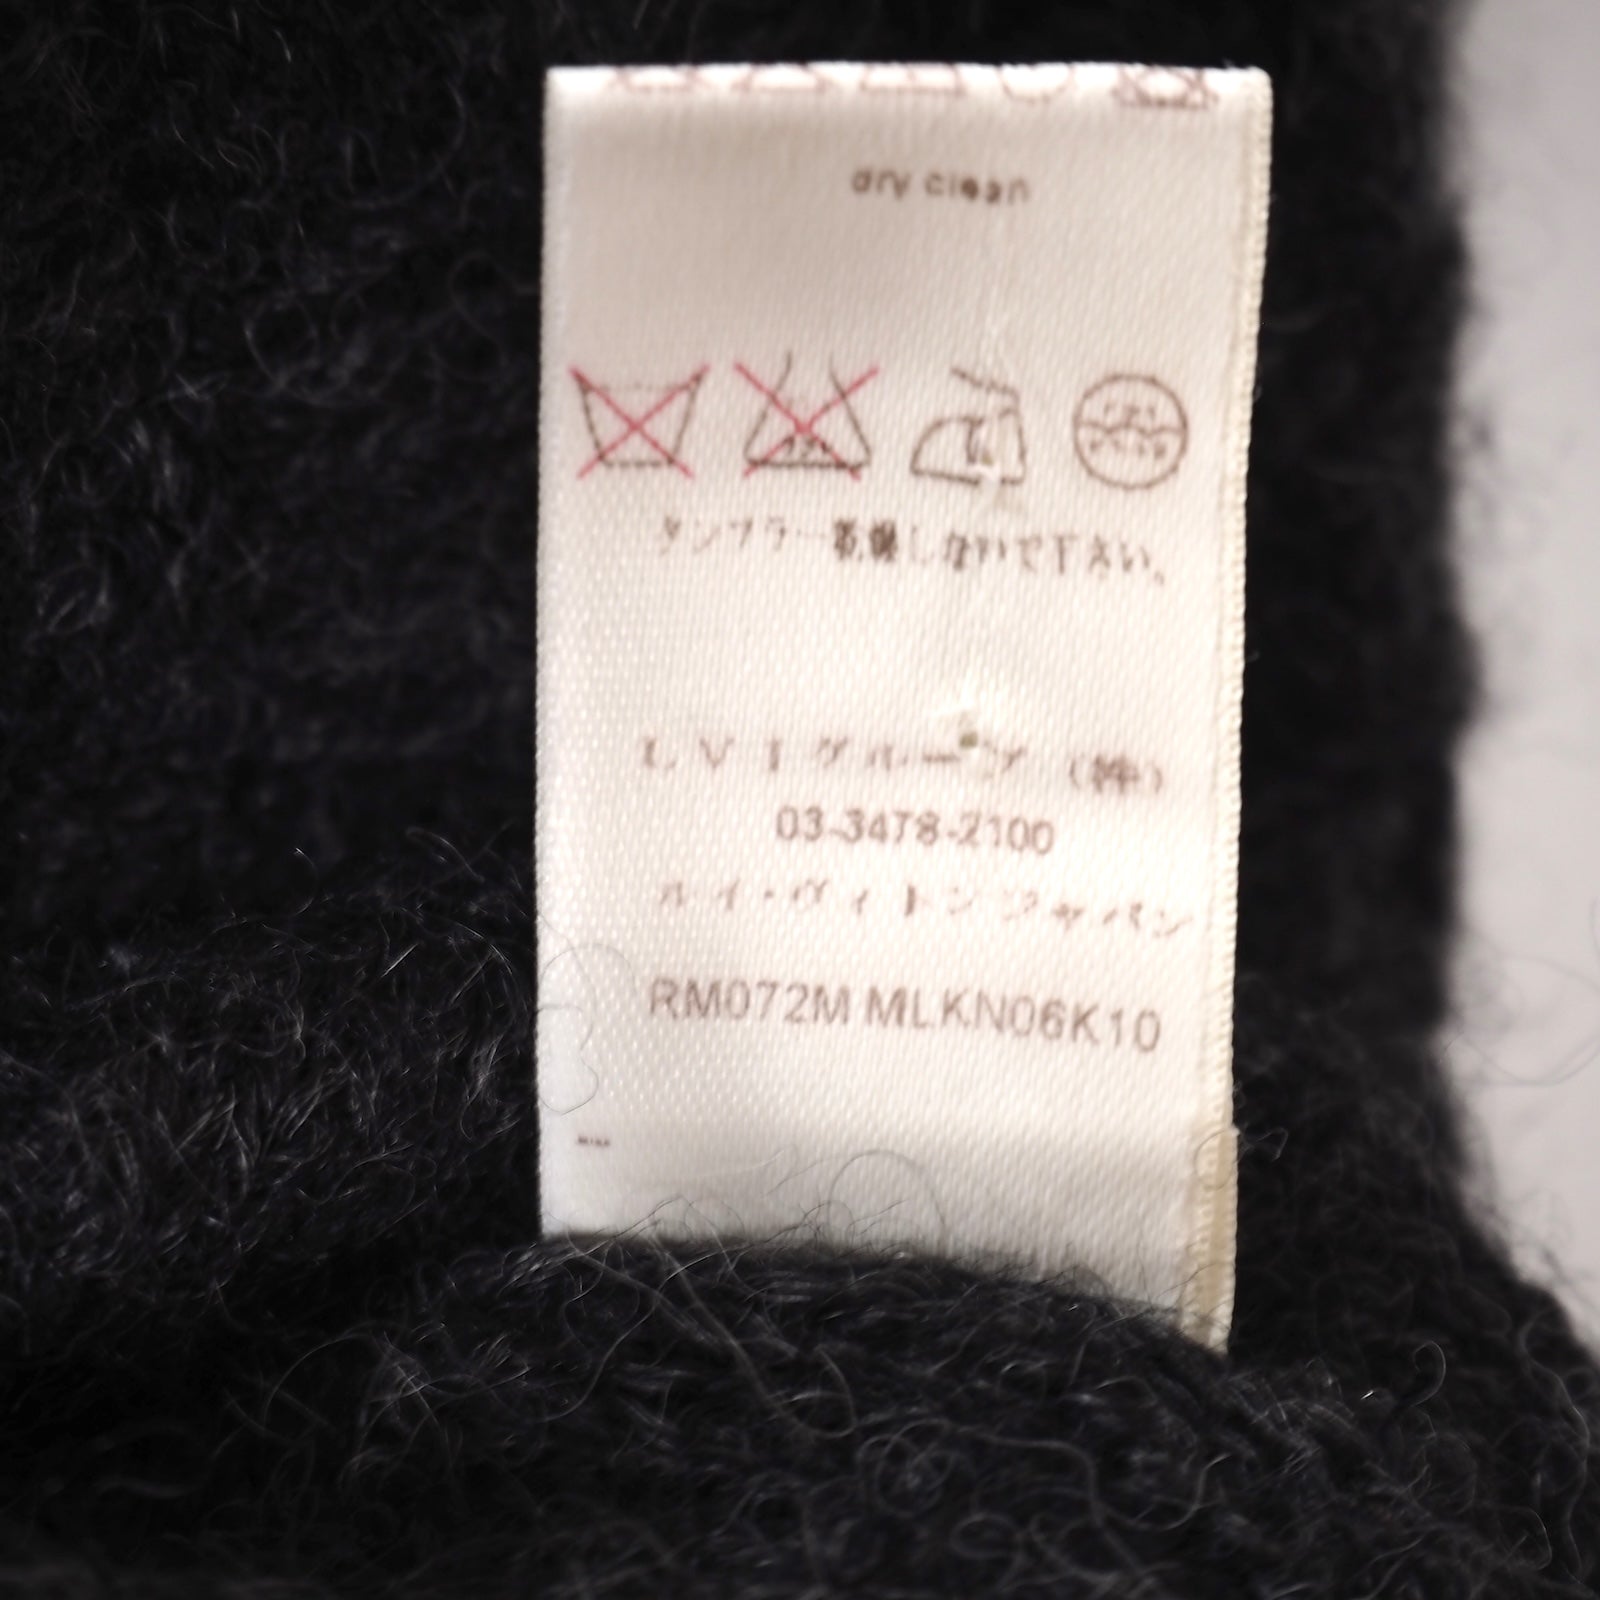 dry clean
タンブラー乾燥しないで下さい。
LVJグループ (株)
03-3478-2100
ルイ・ヴィトンジャパン
RM072M MLKN06K10